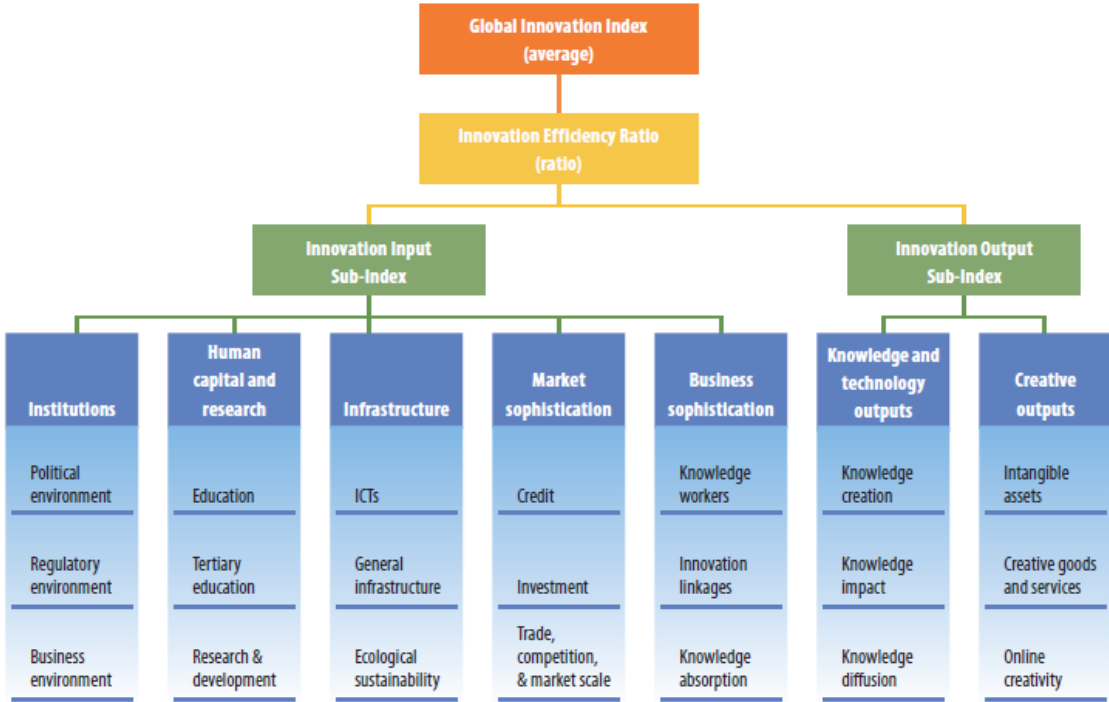 Global Innovation Index
(average)
Innovation Efficiency Ratio
(ratio)
Innovation Input
Sub-Index
Innovation Output
Sub-Index
Institutions
Human
capital and
research
Infrastructure
Market
sophistication
Business
sophistication
Knowledge and
technology
outputs
Creative
outputs
Political
environment
Education
ICTs
Credit
Knowledge
workers
Knowledge
creation
Intangible
assets
Regulatory
environment
Tertiary
education
General
infrastructure
Investment
Innovation
linkages
Knowledge
impact
Creative goods
and services
Business
environment
Research &
development
Ecological
sustainability
Trade,
competition,
& market scale
Knowledge
absorption
Knowledge
diffusion
Online
creativity